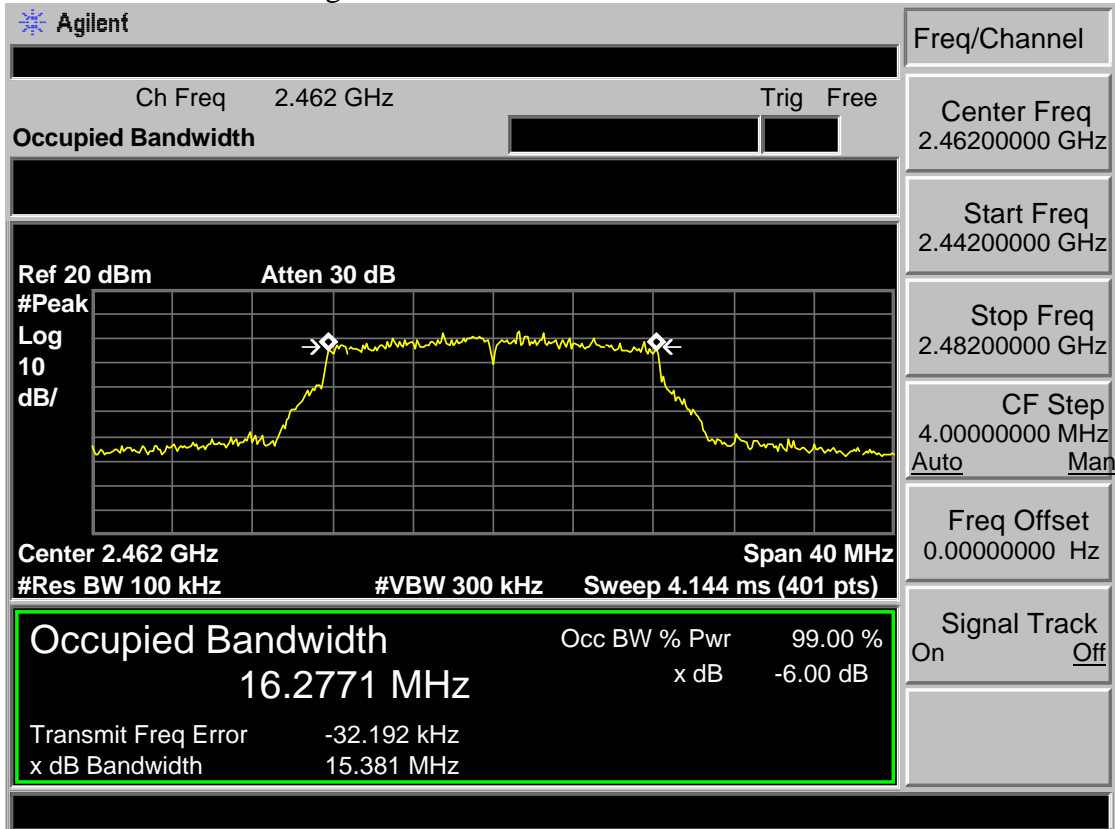 Agilent
Ch Freq 2.462 GHz Trig Free
Occupied Bandwidth
Ref 20 dBm Atten 30 dB
#Peak
Log
10
dB/
Center 2.462 GHz Span 40 MHz
#Res BW 100 kHz #VBW 300 kHz Sweep 4.144 ms (401 pts)
Occupied Bandwidth
16.2771 MHz
Occ BW % Pwr 99.00 %
x dB -6.00 dB
Transmit Freq Error -32.192 kHz
x dB Bandwidth 15.381 MHz
Freq/Channel
Center Freq
2.46200000 GHz
Start Freq
2.44200000 GHz
Stop Freq
2.48200000 GHz
CF Step
4.00000000 MHz
Auto Man
Freq Offset
0.00000000 Hz
Signal Track
On Off